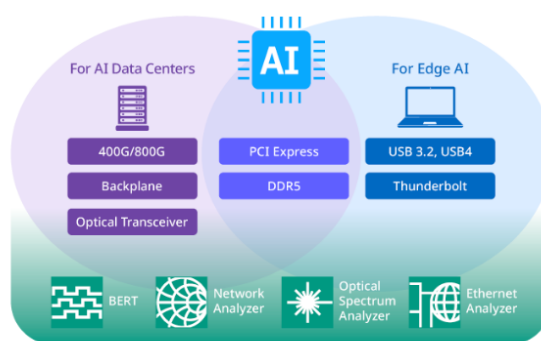 AI
For AI Data Centers
For Edge AI
400G/800G
PCI Express
USB 3.2, USB4
Backplane
DDR5
Thunderbolt
Optical Transceiver
BERT
Network
Analyzer
Optical
Spectrum
Analyzer
Ethernet
Analyzer